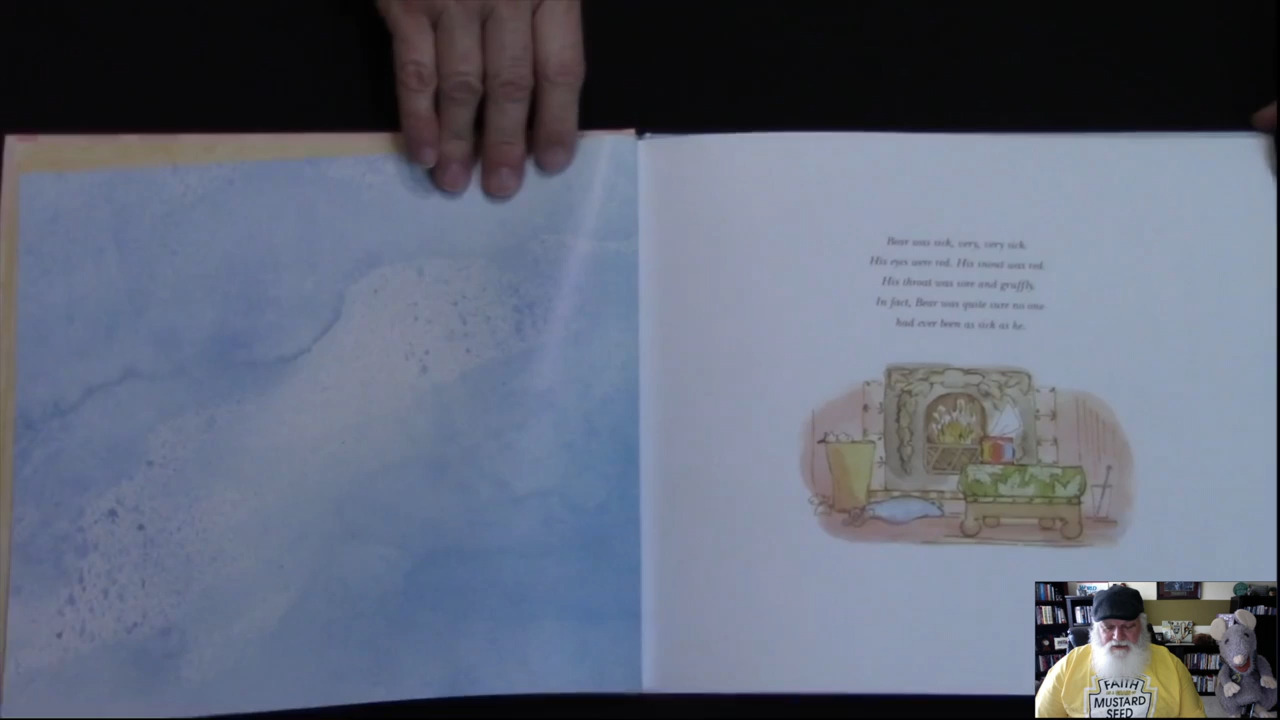 Bear was sick, very, very sick.
His eyes were red. His snout was red.
His throat was sore and gruffly.
In fact, Bear was quite sure no one
had ever been as sick as he.
FAITH
MUSTARD
SEED